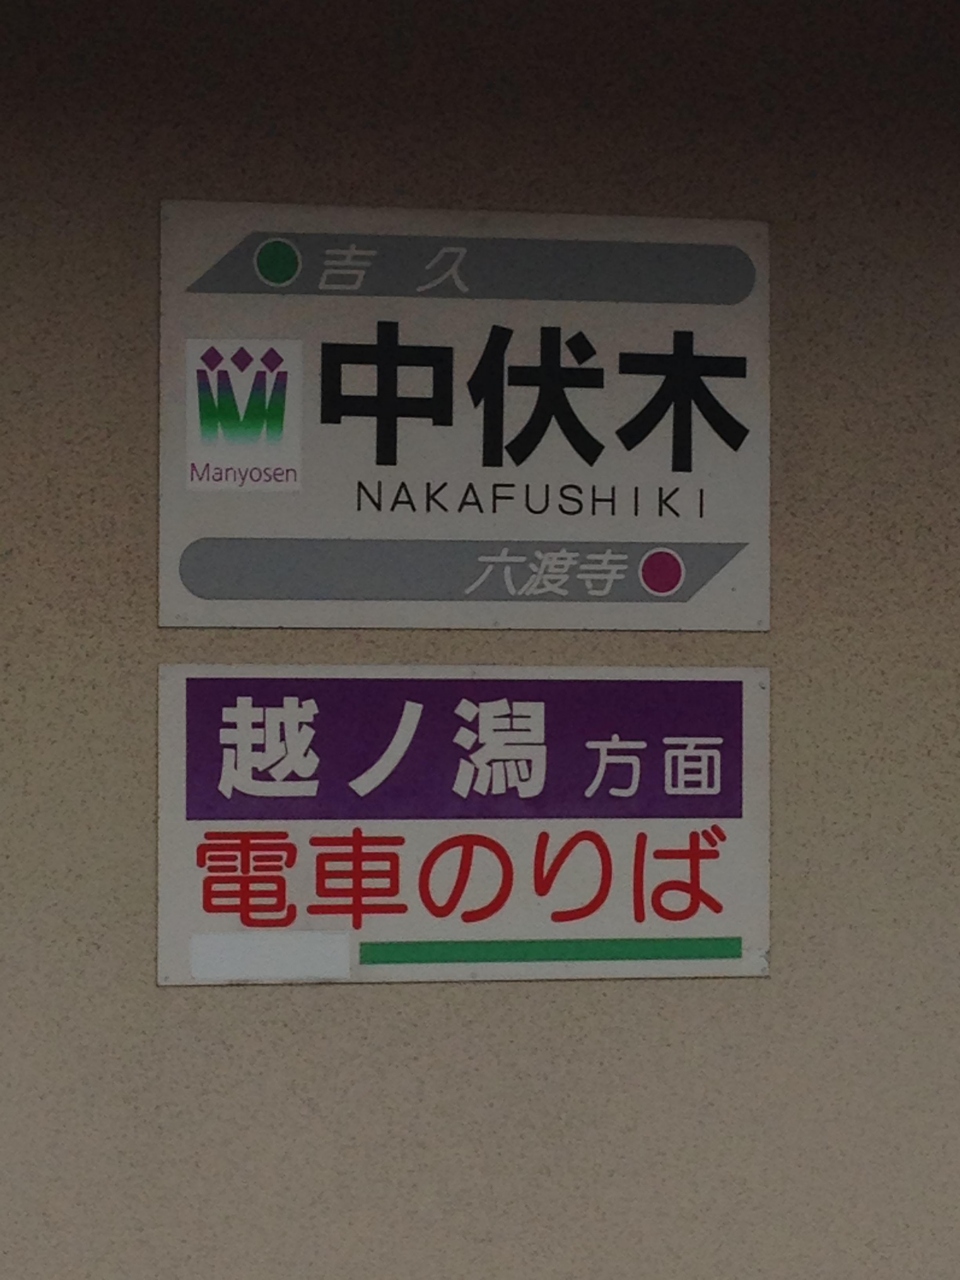 吉久
中伏木
Manyosen
NAKAFUSHIKI
六渡寺
越ノ潟 方面
電車のりば